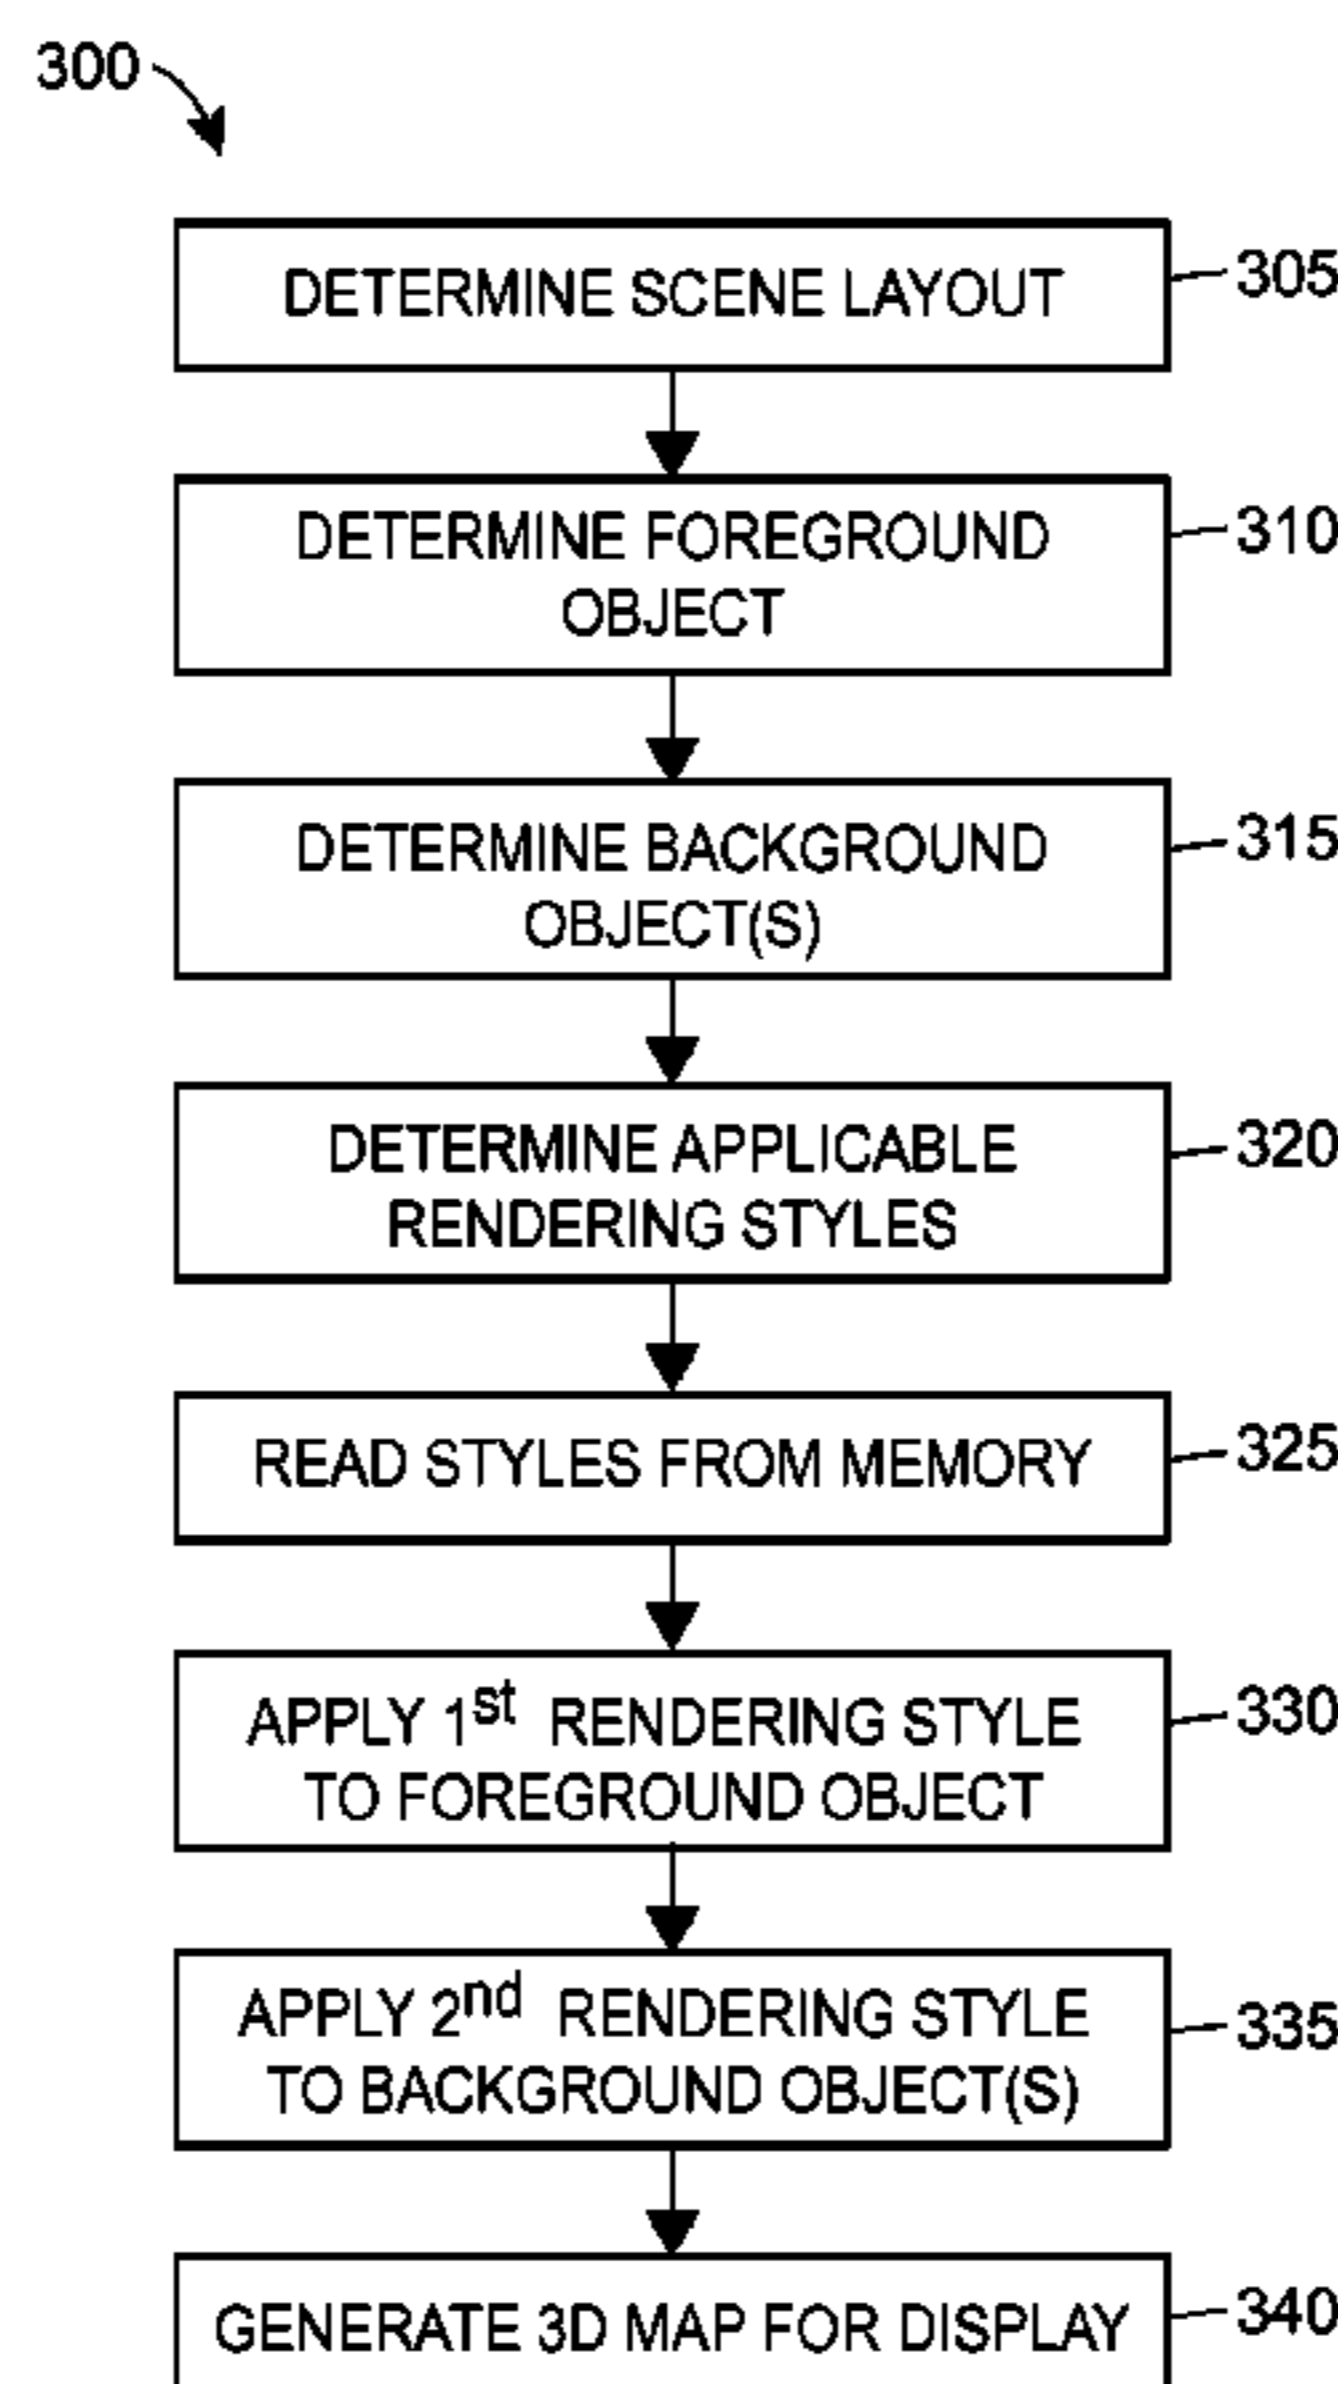 300
DETERMINE SCENE LAYOUT
305
DETERMINE FOREGROUND
OBJECT
310
DETERMINE BACKGROUND
OBJECT(S)
315
DETERMINE APPLICABLE
RENDERING STYLES
320
READ STYLES FROM MEMORY
325
APPLY 1st RENDERING STYLE
TO FOREGROUND OBJECT
330
APPLY 2nd RENDERING STYLE
TO BACKGROUND OBJECT(S)
335
GENERATE 3D MAP FOR DISPLAY
340